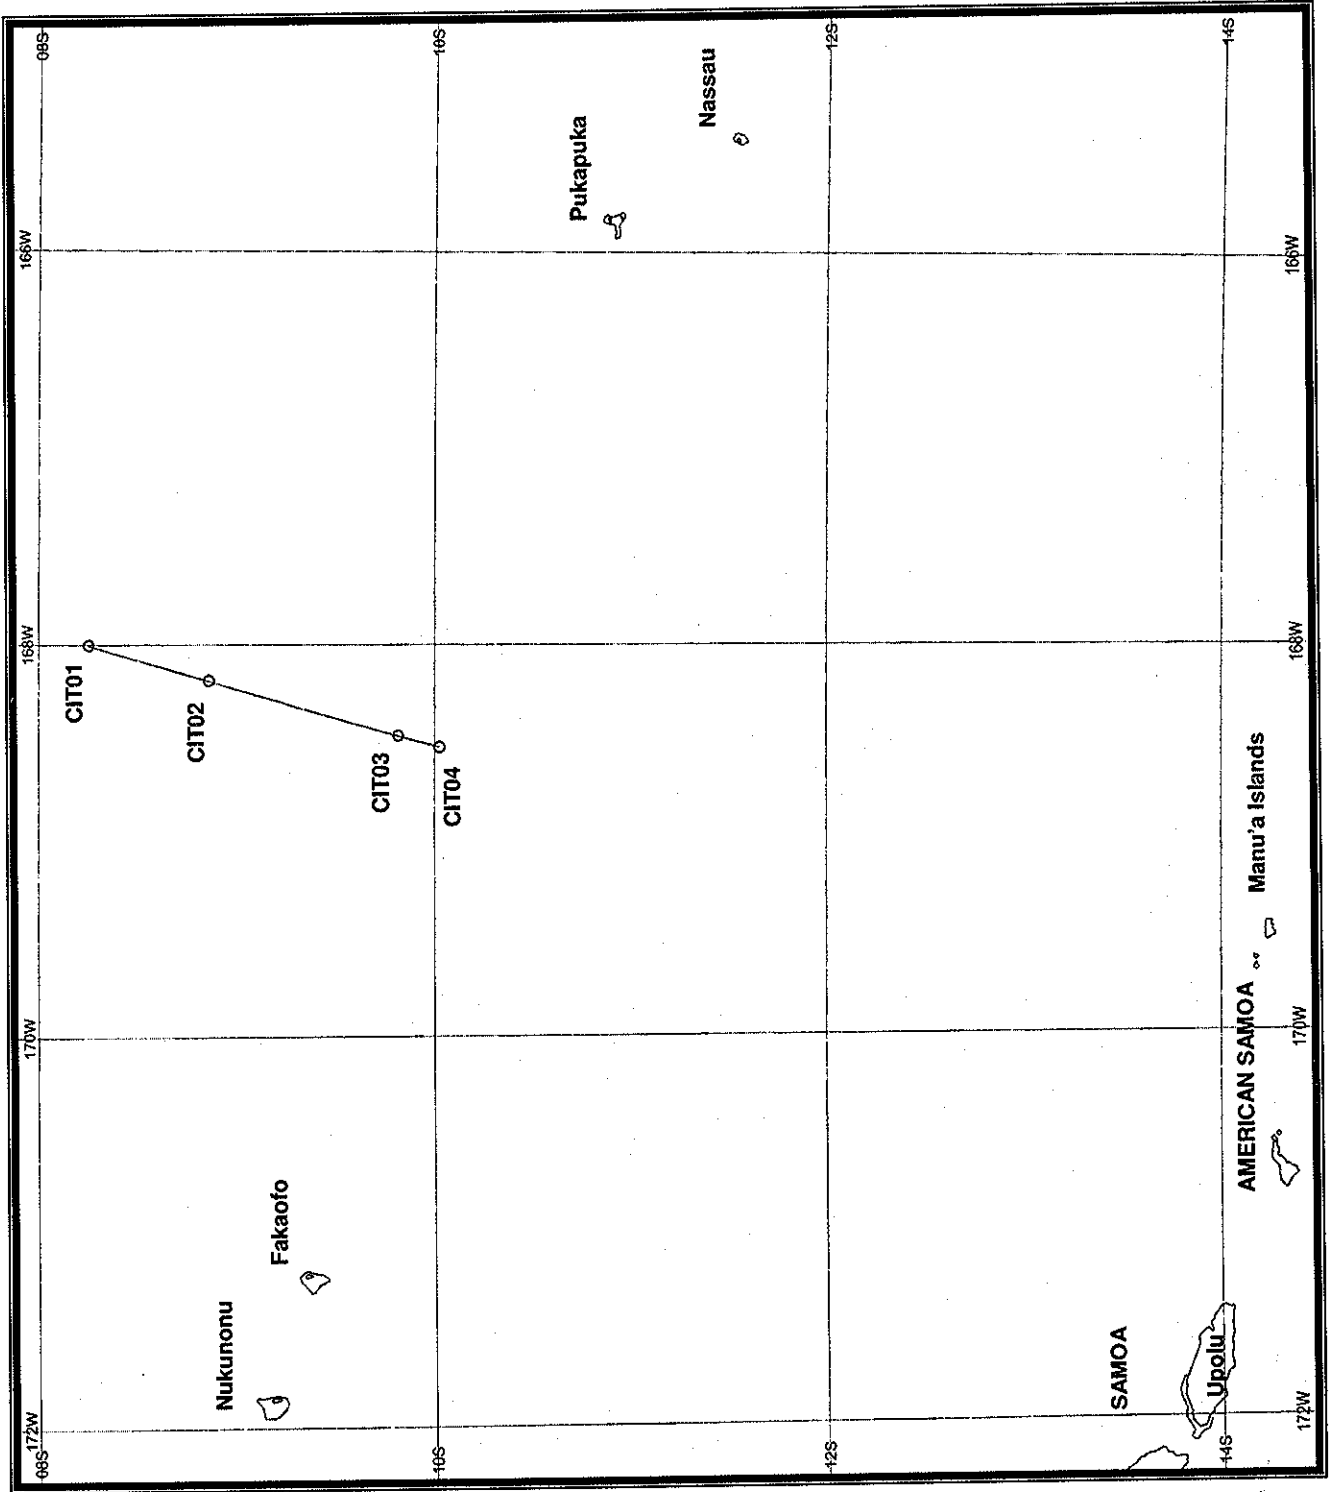 172W 170W 168W 166W
08S 08S
CIT01
CIT02
Nukunonu
Fakaofo
CIT03
10S 10S
CIT04
Pukapuka
Nassau
12S 12S
SAMOA
Upolu
14S 14S
AMERICAN SAMOA
Manu'a Islands
172W 170W 168W 166W